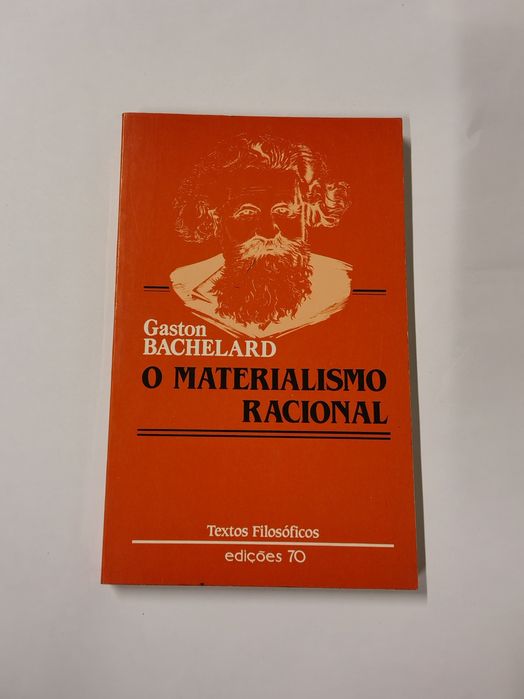 Gaston
BACHELARD
O MATERIALISMO
RACIONAL
Textos Filosóficos
edições 70